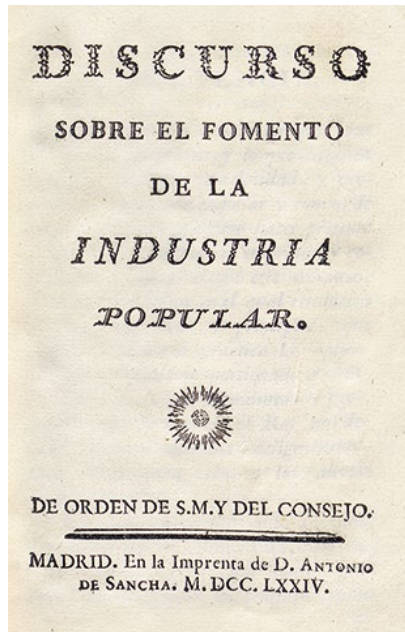 DISCURSO
SOBRE EL FOMENTO
DE LA
INDUSTRIA
POPULAR.
DE ORDEN DE S.M.Y DEL CONSEJO.
MADRID. En la Imprenta de D. ANTONIO
DE SANCHA. M.DCC.LXXIV.